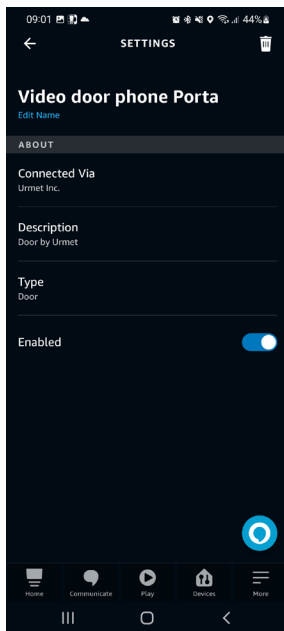 09:01 44%
SETTINGS
Video door phone Porta
Edit Name
ABOUT
Connected Via
Urmet Inc.
Description
Door by Urmet
Type
Door
Enabled
Home Communicate Play Devices More